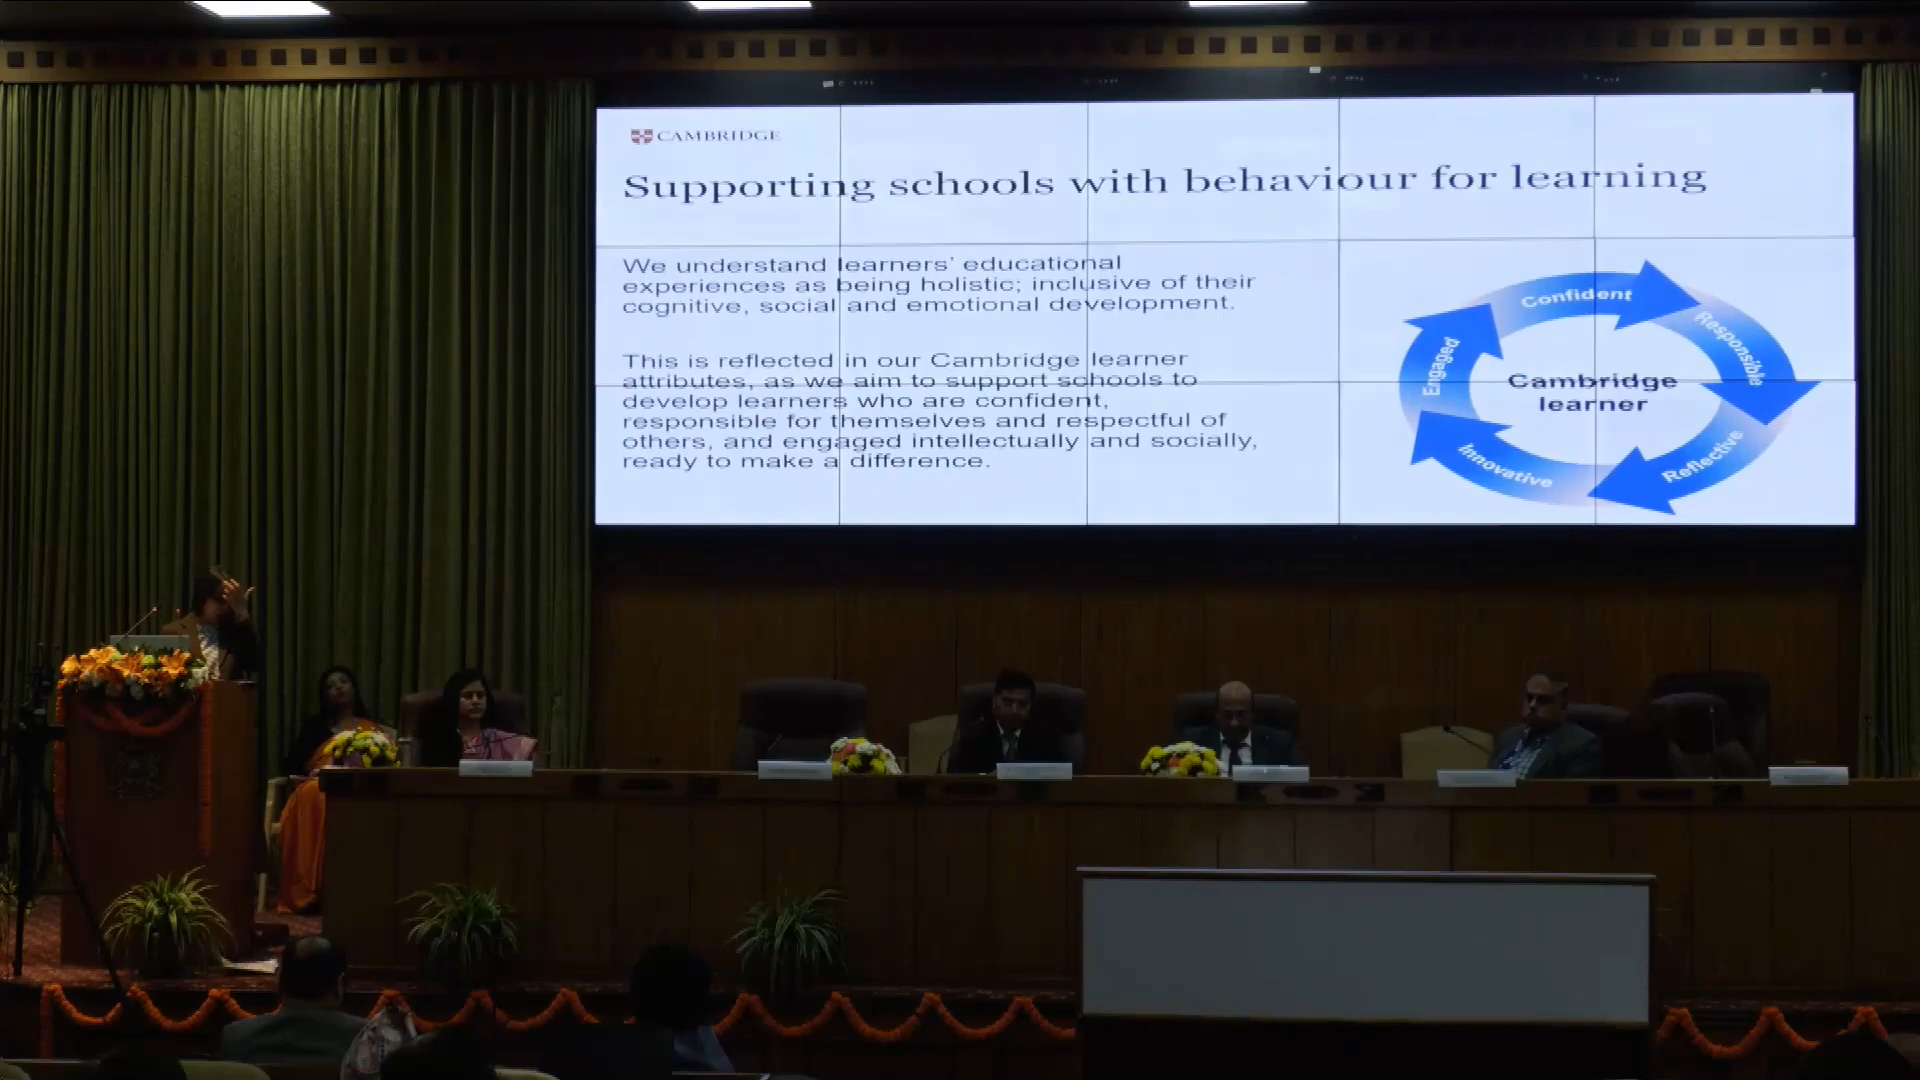 CAMBRIDGE
Supporting schools with behaviour for learning
We understand learners' educational
experiences as being holistic; inclusive of their
cognitive, social and emotional development.
This is reflected in our Cambridge learner
attributes, as we aim to support schools to
develop learners who are confident,
responsible for themselves and respectful of
others, and engaged intellectually and socially,
ready to make a difference.
Confident
Responsible
Reflective
Innovative
Engaged
Cambridge
learner